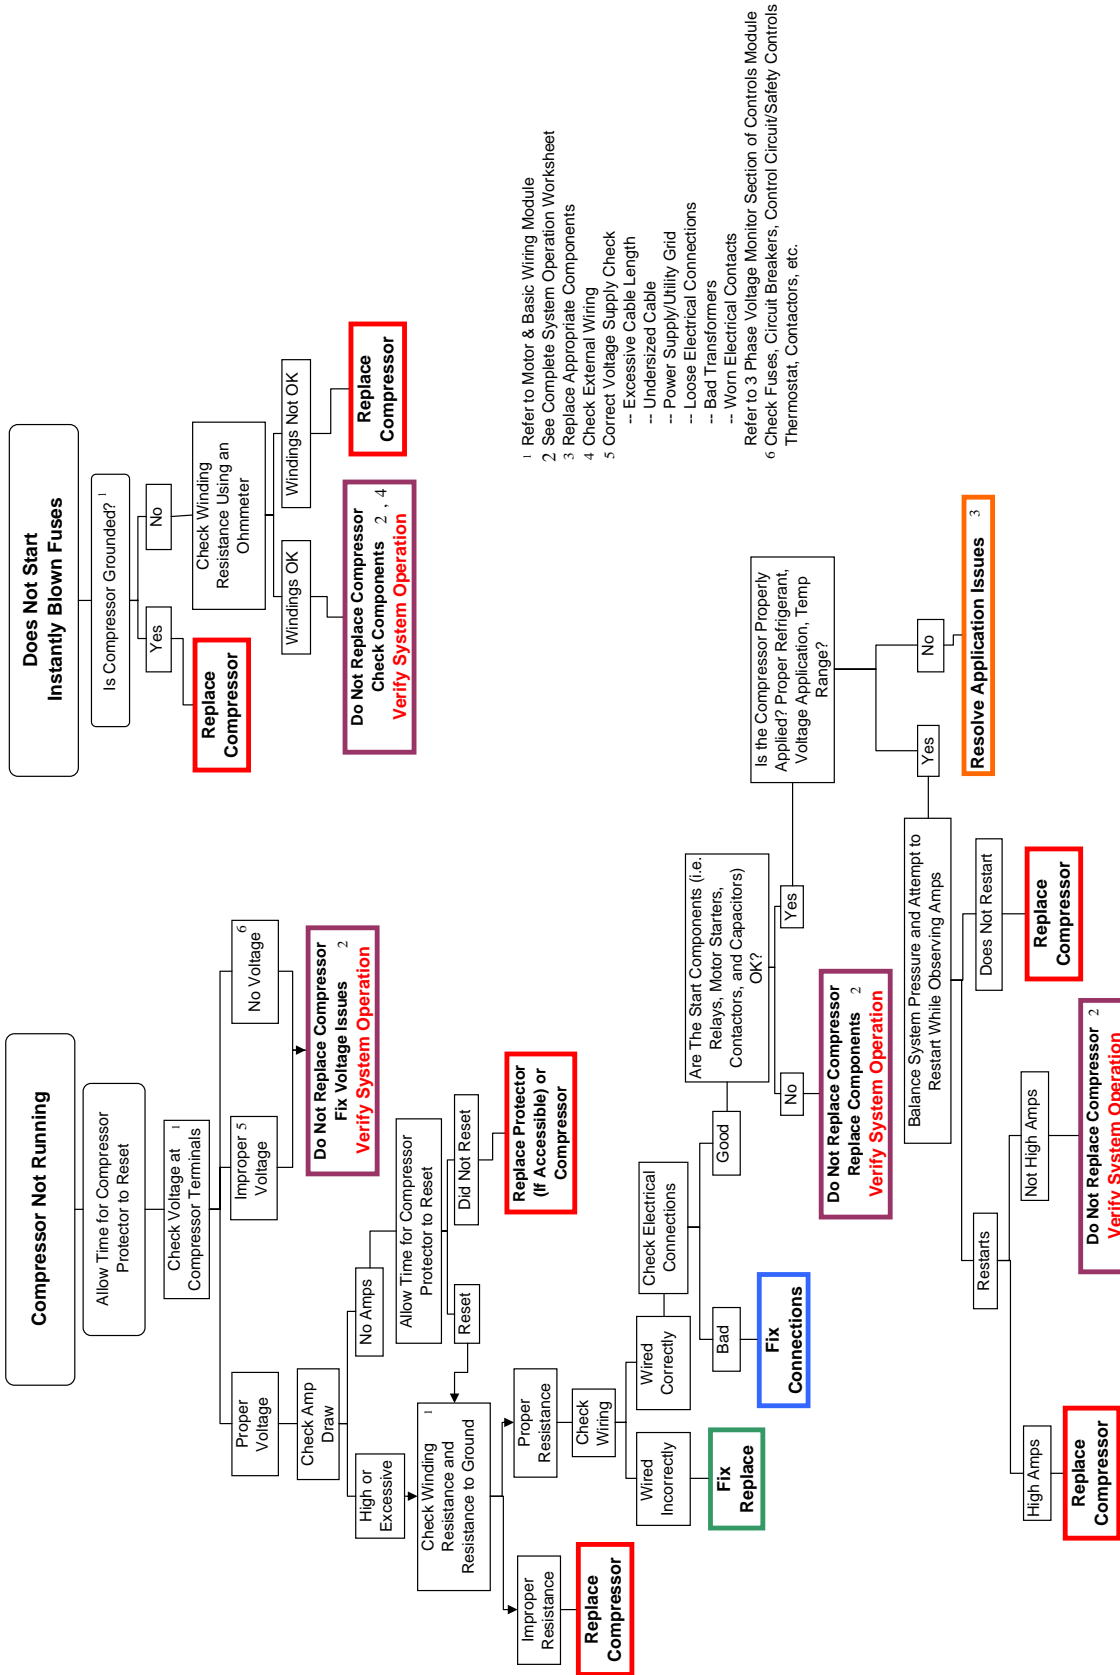 Compressor Not Running
Allow Time for Compressor
Protector to Reset
Check Voltage at 1
Compressor Terminals
Proper
Voltage
Improper 5
Voltage
No Voltage 6
Do Not Replace Compressor
Fix Voltage Issues 2
Verify System Operation
Check Amp
Draw
High or
Excessive
No Amps
Allow Time for Compressor
Protector to Reset
Reset
Did Not Reset
Replace Protector
(If Accessible) or
Compressor
Check Winding 1
Resistance and
Resistance to Ground
Improper
Resistance
Proper
Resistance
Replace
Compressor
Check
Wiring
Wired
Incorrectly
Wired
Correctly
Fix
Replace
Check Electrical
Connections
Bad
Good
Fix
Connections
Are The Start Components (i.e.
Relays, Motor Starters,
Contactors, and Capacitors)
OK?
No
Yes
Do Not Replace Compressor
Replace Components 2
Verify System Operation
Is the Compressor Properly
Applied? Proper Refrigerant,
Voltage Application, Temp
Range?
Yes
No
Resolve Application Issues 3
Balance System Pressure and Attempt to
Restart While Observing Amps
Restarts
Does Not Restart
Replace
Compressor
High Amps
Not High Amps
Replace
Compressor
Do Not Replace Compressor 2
Verify System Operation
Does Not Start
Instantly Blown Fuses
Is Compressor Grounded? 1
Yes
No
Replace
Compressor
Check Winding
Resistance Using an
Ohmmeter
Windings OK
Windings Not OK
Do Not Replace Compressor
Check Components 2 , 4
Verify System Operation
Replace
Compressor
1 Refer to Motor & Basic Wiring Module
2 See Complete System Operation Worksheet
3 Replace Appropriate Components
4 Check External Wiring
5 Correct Voltage Supply Check
-- Excessive Cable Length
-- Undersized Cable
-- Power Supply/Utility Grid
-- Loose Electrical Connections
-- Bad Transformers
-- Worn Electrical Contacts
Refer to 3 Phase Voltage Monitor Section of Controls Module
6 Check Fuses, Circuit Breakers, Control Circuit/Safety Controls
Thermostat, Contactors, etc.